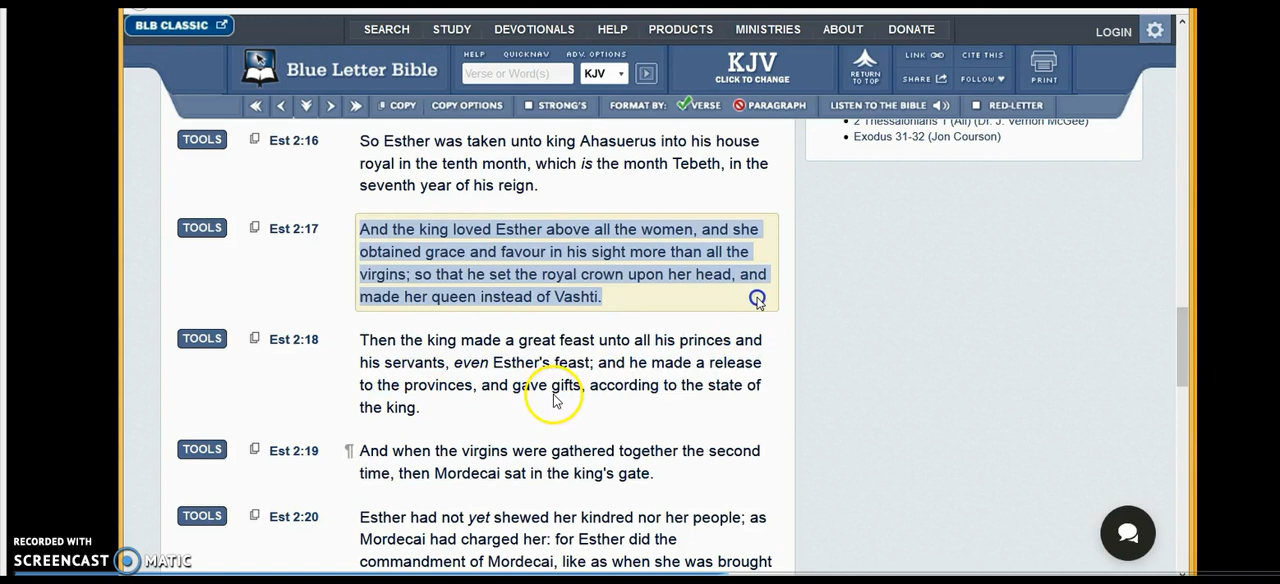 BLB CLASSIC
SEARCH STUDY DEVOTIONALS HELP PRODUCTS MINISTRIES ABOUT DONATE LOGIN
HELP QUICKNAV ADV. OPTIONS
Blue Letter Bible
Verse or Word(s) KJV
KJV
CLICK TO CHANGE
RETURN
TO TOP
LINK CITE THIS
SHARE FOLLOW
PRINT
COPY COPY OPTIONS STRONG'S FORMAT BY: VERSE PARAGRAPH LISTEN TO THE BIBLE RED-LETTER
2 Thessalonians 1 (All) (Dr. J. Vernon McGee)
Exodus 31-32 (Jon Courson)
TOOLS Est 2:16 So Esther was taken unto king Ahasuerus into his house
royal in the tenth month, which is the month Tebeth, in the
seventh year of his reign.
TOOLS Est 2:17 And the king loved Esther above all the women, and she
obtained grace and favour in his sight more than all the
virgins; so that he set the royal crown upon her head, and
made her queen instead of Vashti.
TOOLS Est 2:18 Then the king made a great feast unto all his princes and
his servants, even Esther's feast; and he made a release
to the provinces, and gave gifts, according to the state of
the king.
TOOLS Est 2:19 ¶ And when the virgins were gathered together the second
time, then Mordecai sat in the king's gate.
TOOLS Est 2:20 Esther had not yet shewed her kindred nor her people; as
Mordecai had charged her: for Esther did the
commandment of Mordecai, like as when she was brought
RECORDED WITH
SCREENCAST MATIC